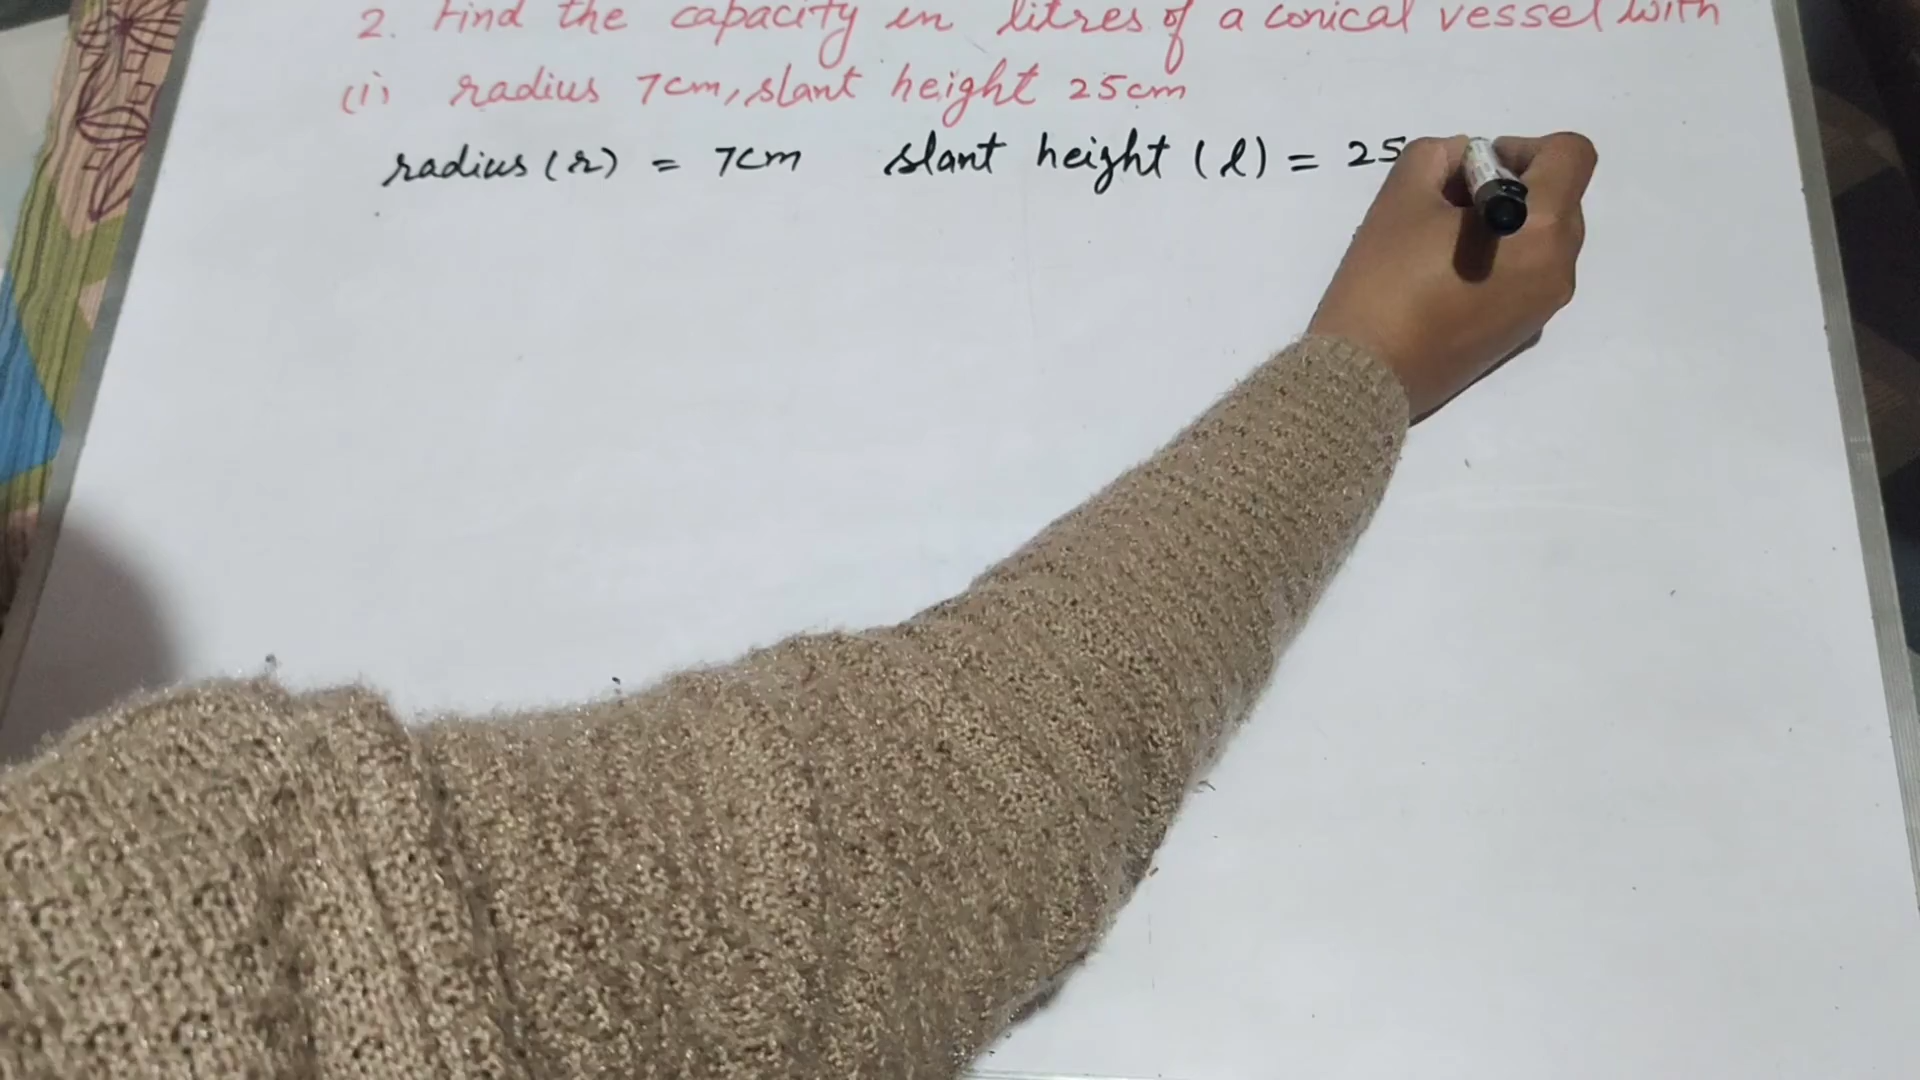 2. Find the capacity in litres of a conical vessel with
(i) radius 7cm, slant height 25cm
radius (r) = 7cm slant height (l) = 25